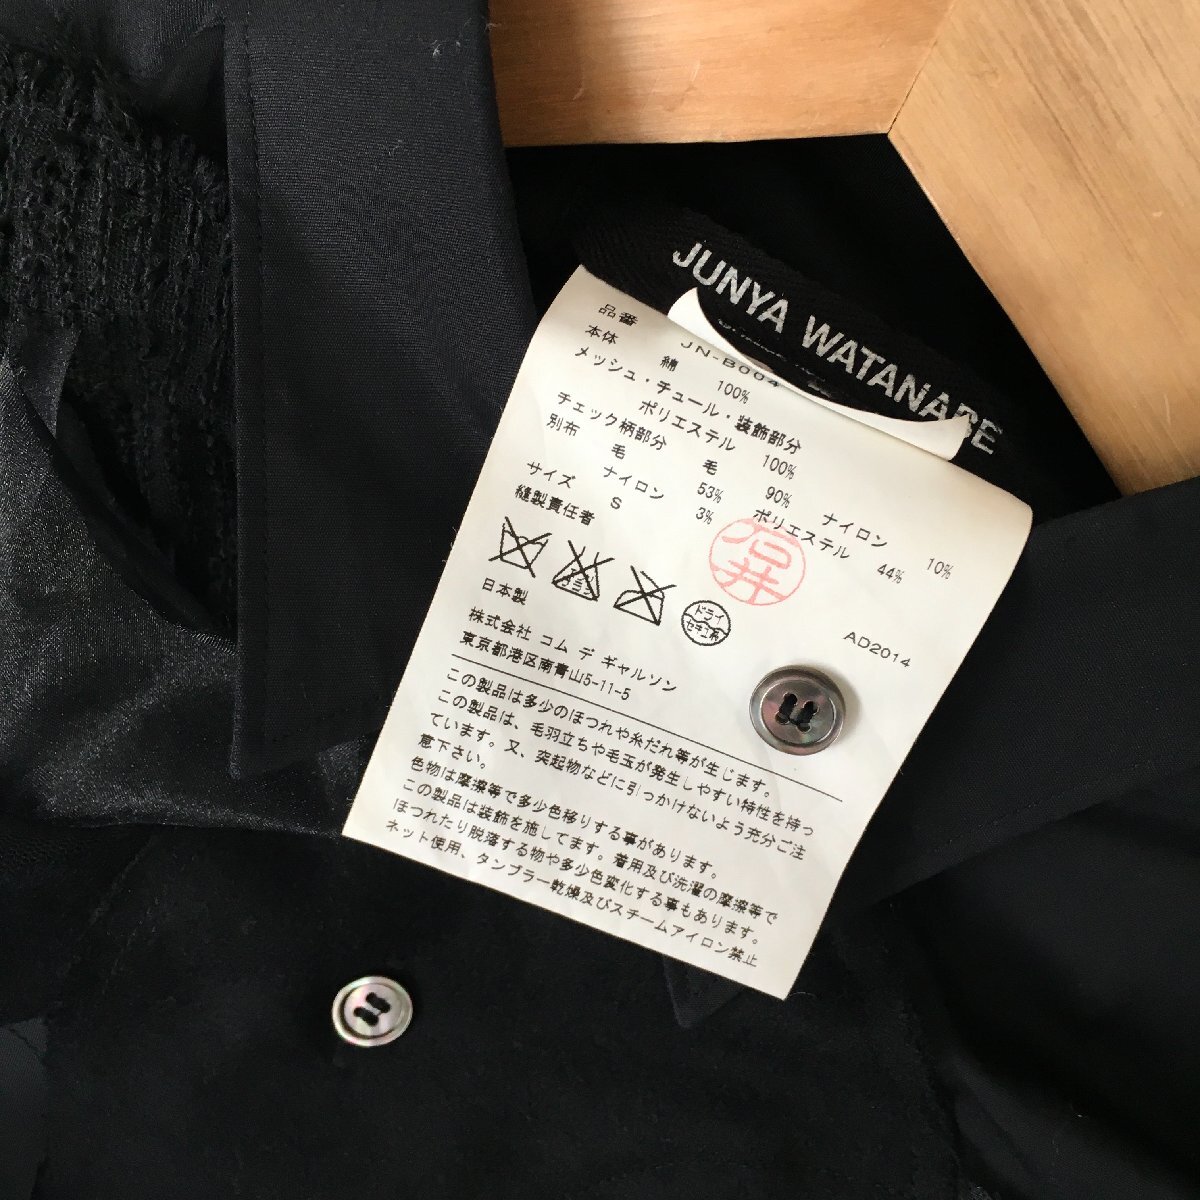 JUNYA WATANABE
品番 JN-B004
本体 綿 100%
メッシュ・チュール・装飾部分
ポリエステル 100%
チェック柄部分 毛 90% ナイロン 10%
別布 毛 53% ポリエステル 44%
ナイロン 3%
サイズ S
縫製責任者 石井
ドライ
セキユ系
日本製 AD2014
株式会社 コム デ ギャルソン
東京都港区南青山5-11-5
この製品は多少のほつれや糸だれ等が生じます。
この製品は、毛羽立ちや毛玉が発生しやすい特性を持っ
ています。又、突起物などに引っかけないよう充分ご注
意下さい。
色物は摩擦等で多少色移りする事があります。
この製品は装飾を施してます。着用及び洗濯の摩擦等で
ほつれたり脱落する物や多少色変化する事もあります。
ネット使用、タンブラー乾燥及びスチームアイロン禁止